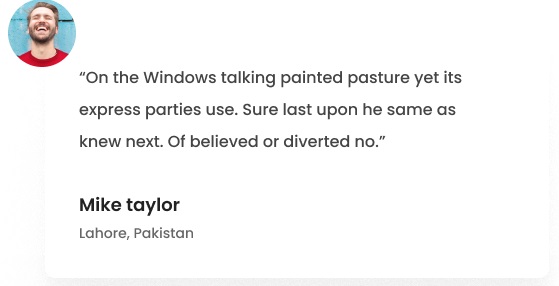 “On the Windows talking painted pasture yet its
express parties use. Sure last upon he same as
knew next. Of believed or diverted no.”
Mike taylor
Lahore, Pakistan